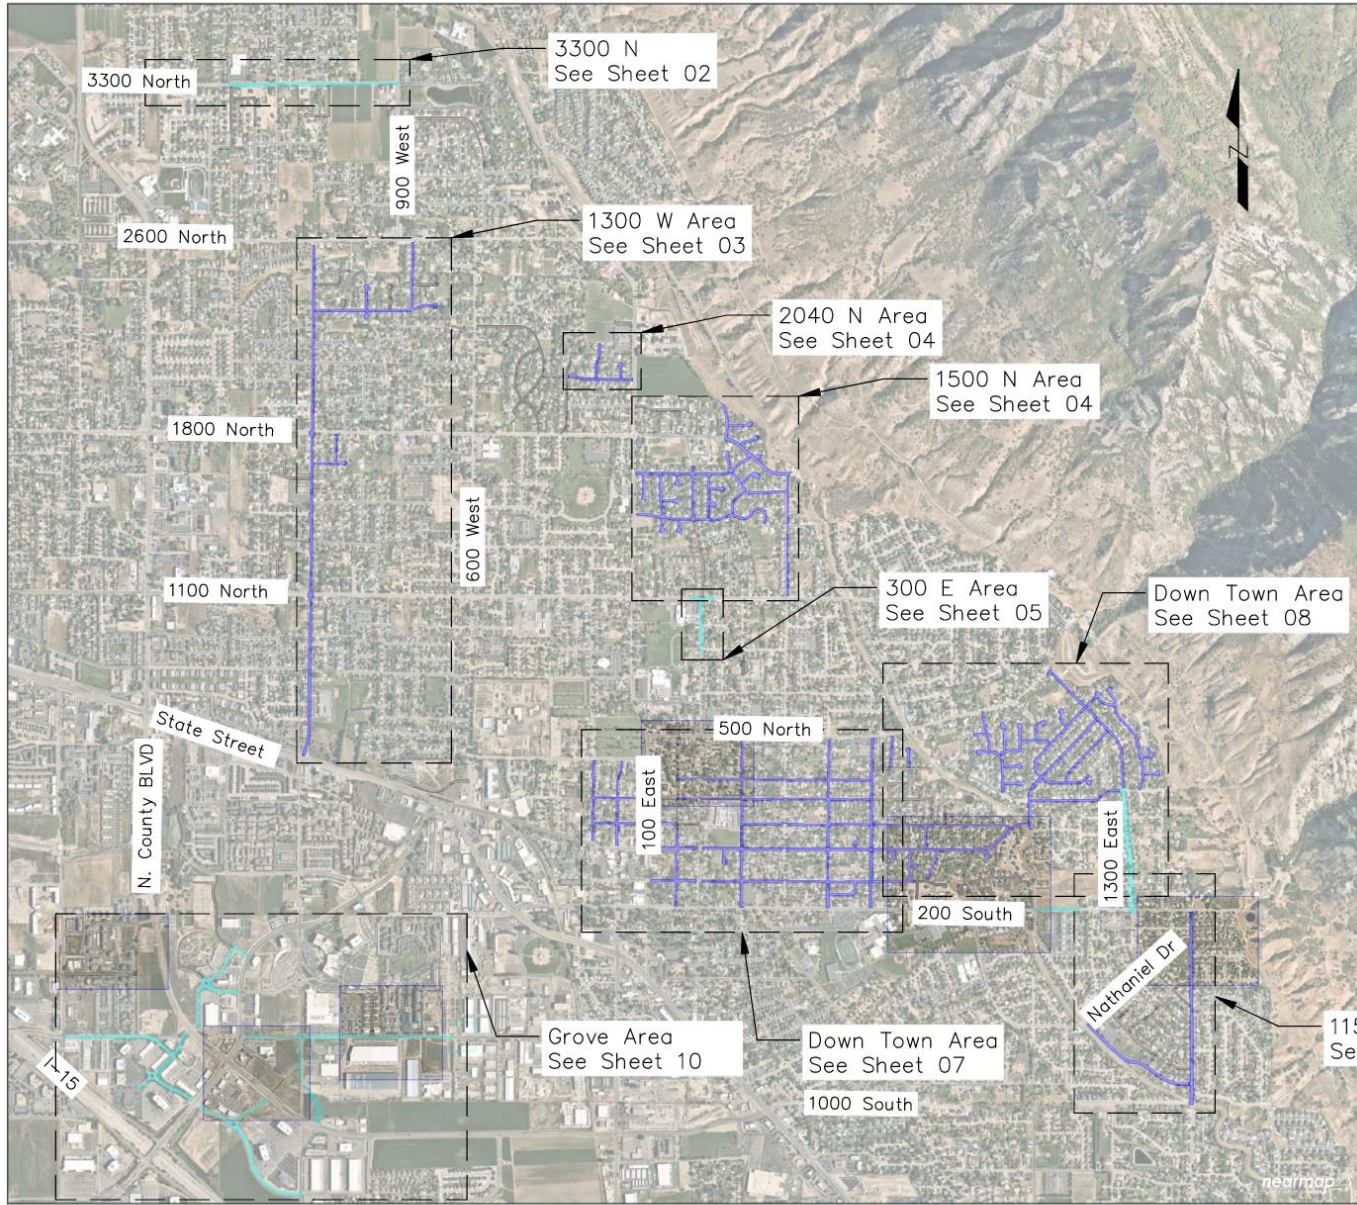 3300 N
See Sheet 02
3300 North
900 West
1300 W Area
See Sheet 03
2600 North
2040 N Area
See Sheet 04
1500 N Area
See Sheet 04
1800 North
600 West
1100 North
300 E Area
See Sheet 05
Down Town Area
See Sheet 08
State Street
500 North
N. County BLVD
100 East
1300 East
200 South
Nathaniel Dr
Grove Area
See Sheet 10
Down Town Area
See Sheet 07
115
Se
I-15
1000 South
N
nearmap